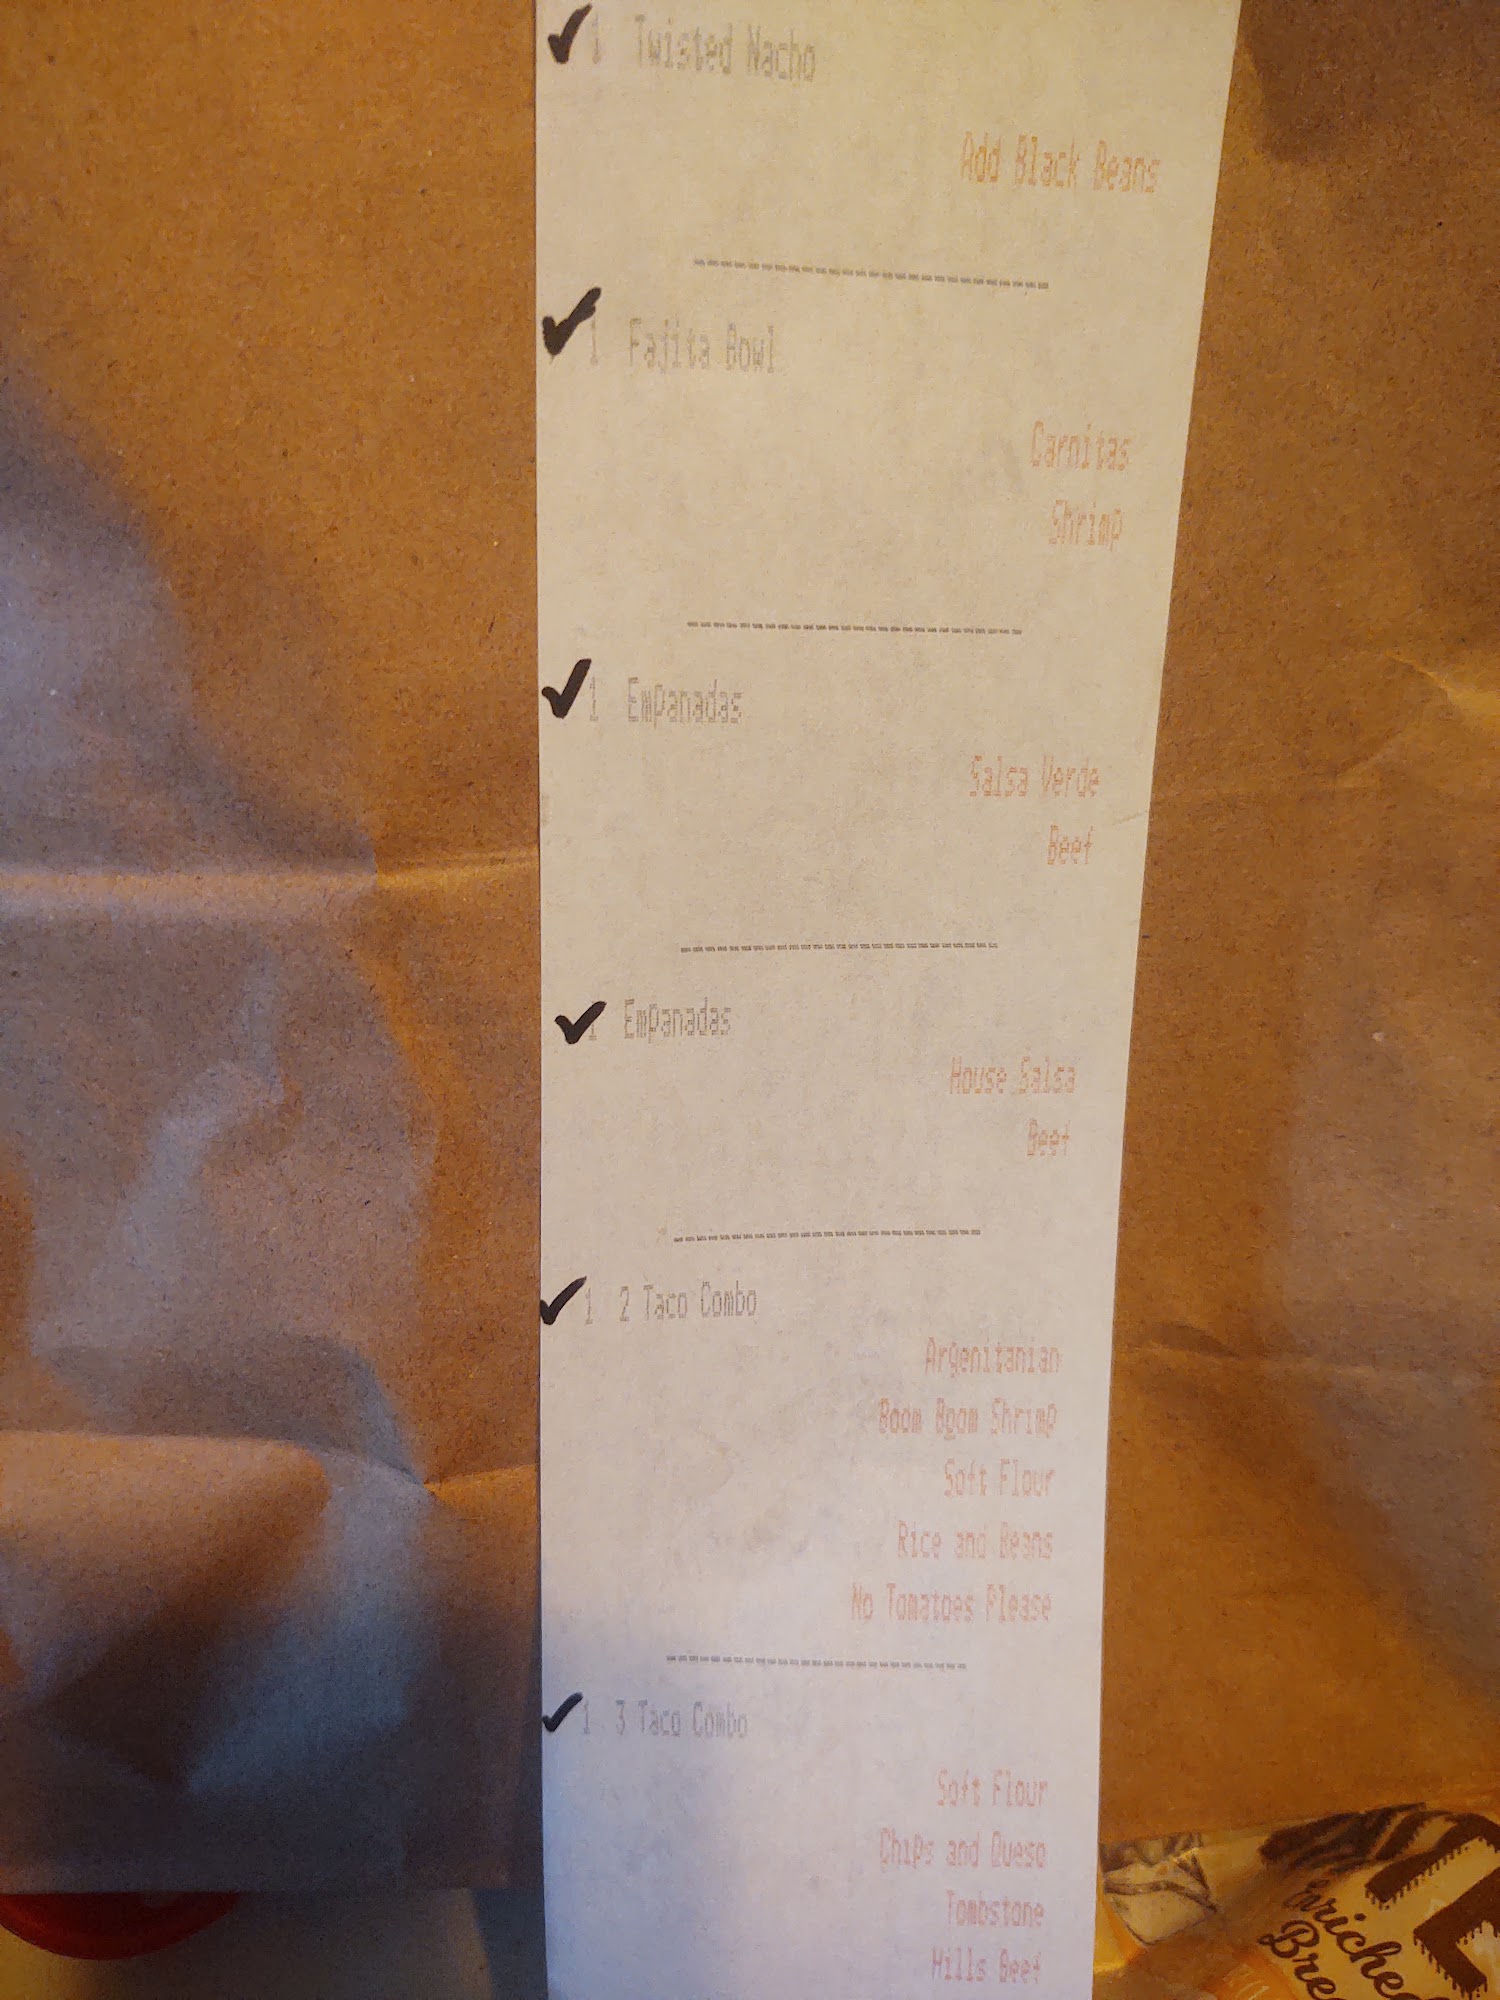 1 Twisted Nacho
Add Black Beans
1 Fajita Bowl
Carnitas
Shrimp
1 Empanadas
Salsa Verde
Beef
1 Empanadas
House Salsa
Beef
1 2 Taco Combo
Argenitanian
Boom Boom Shrimp
Soft Flour
Rice and Beans
No Tomatoes Please
1 3 Taco Combo
Soft Flour
Chips and Queso
Tombstone
Hills Beef
Enriched